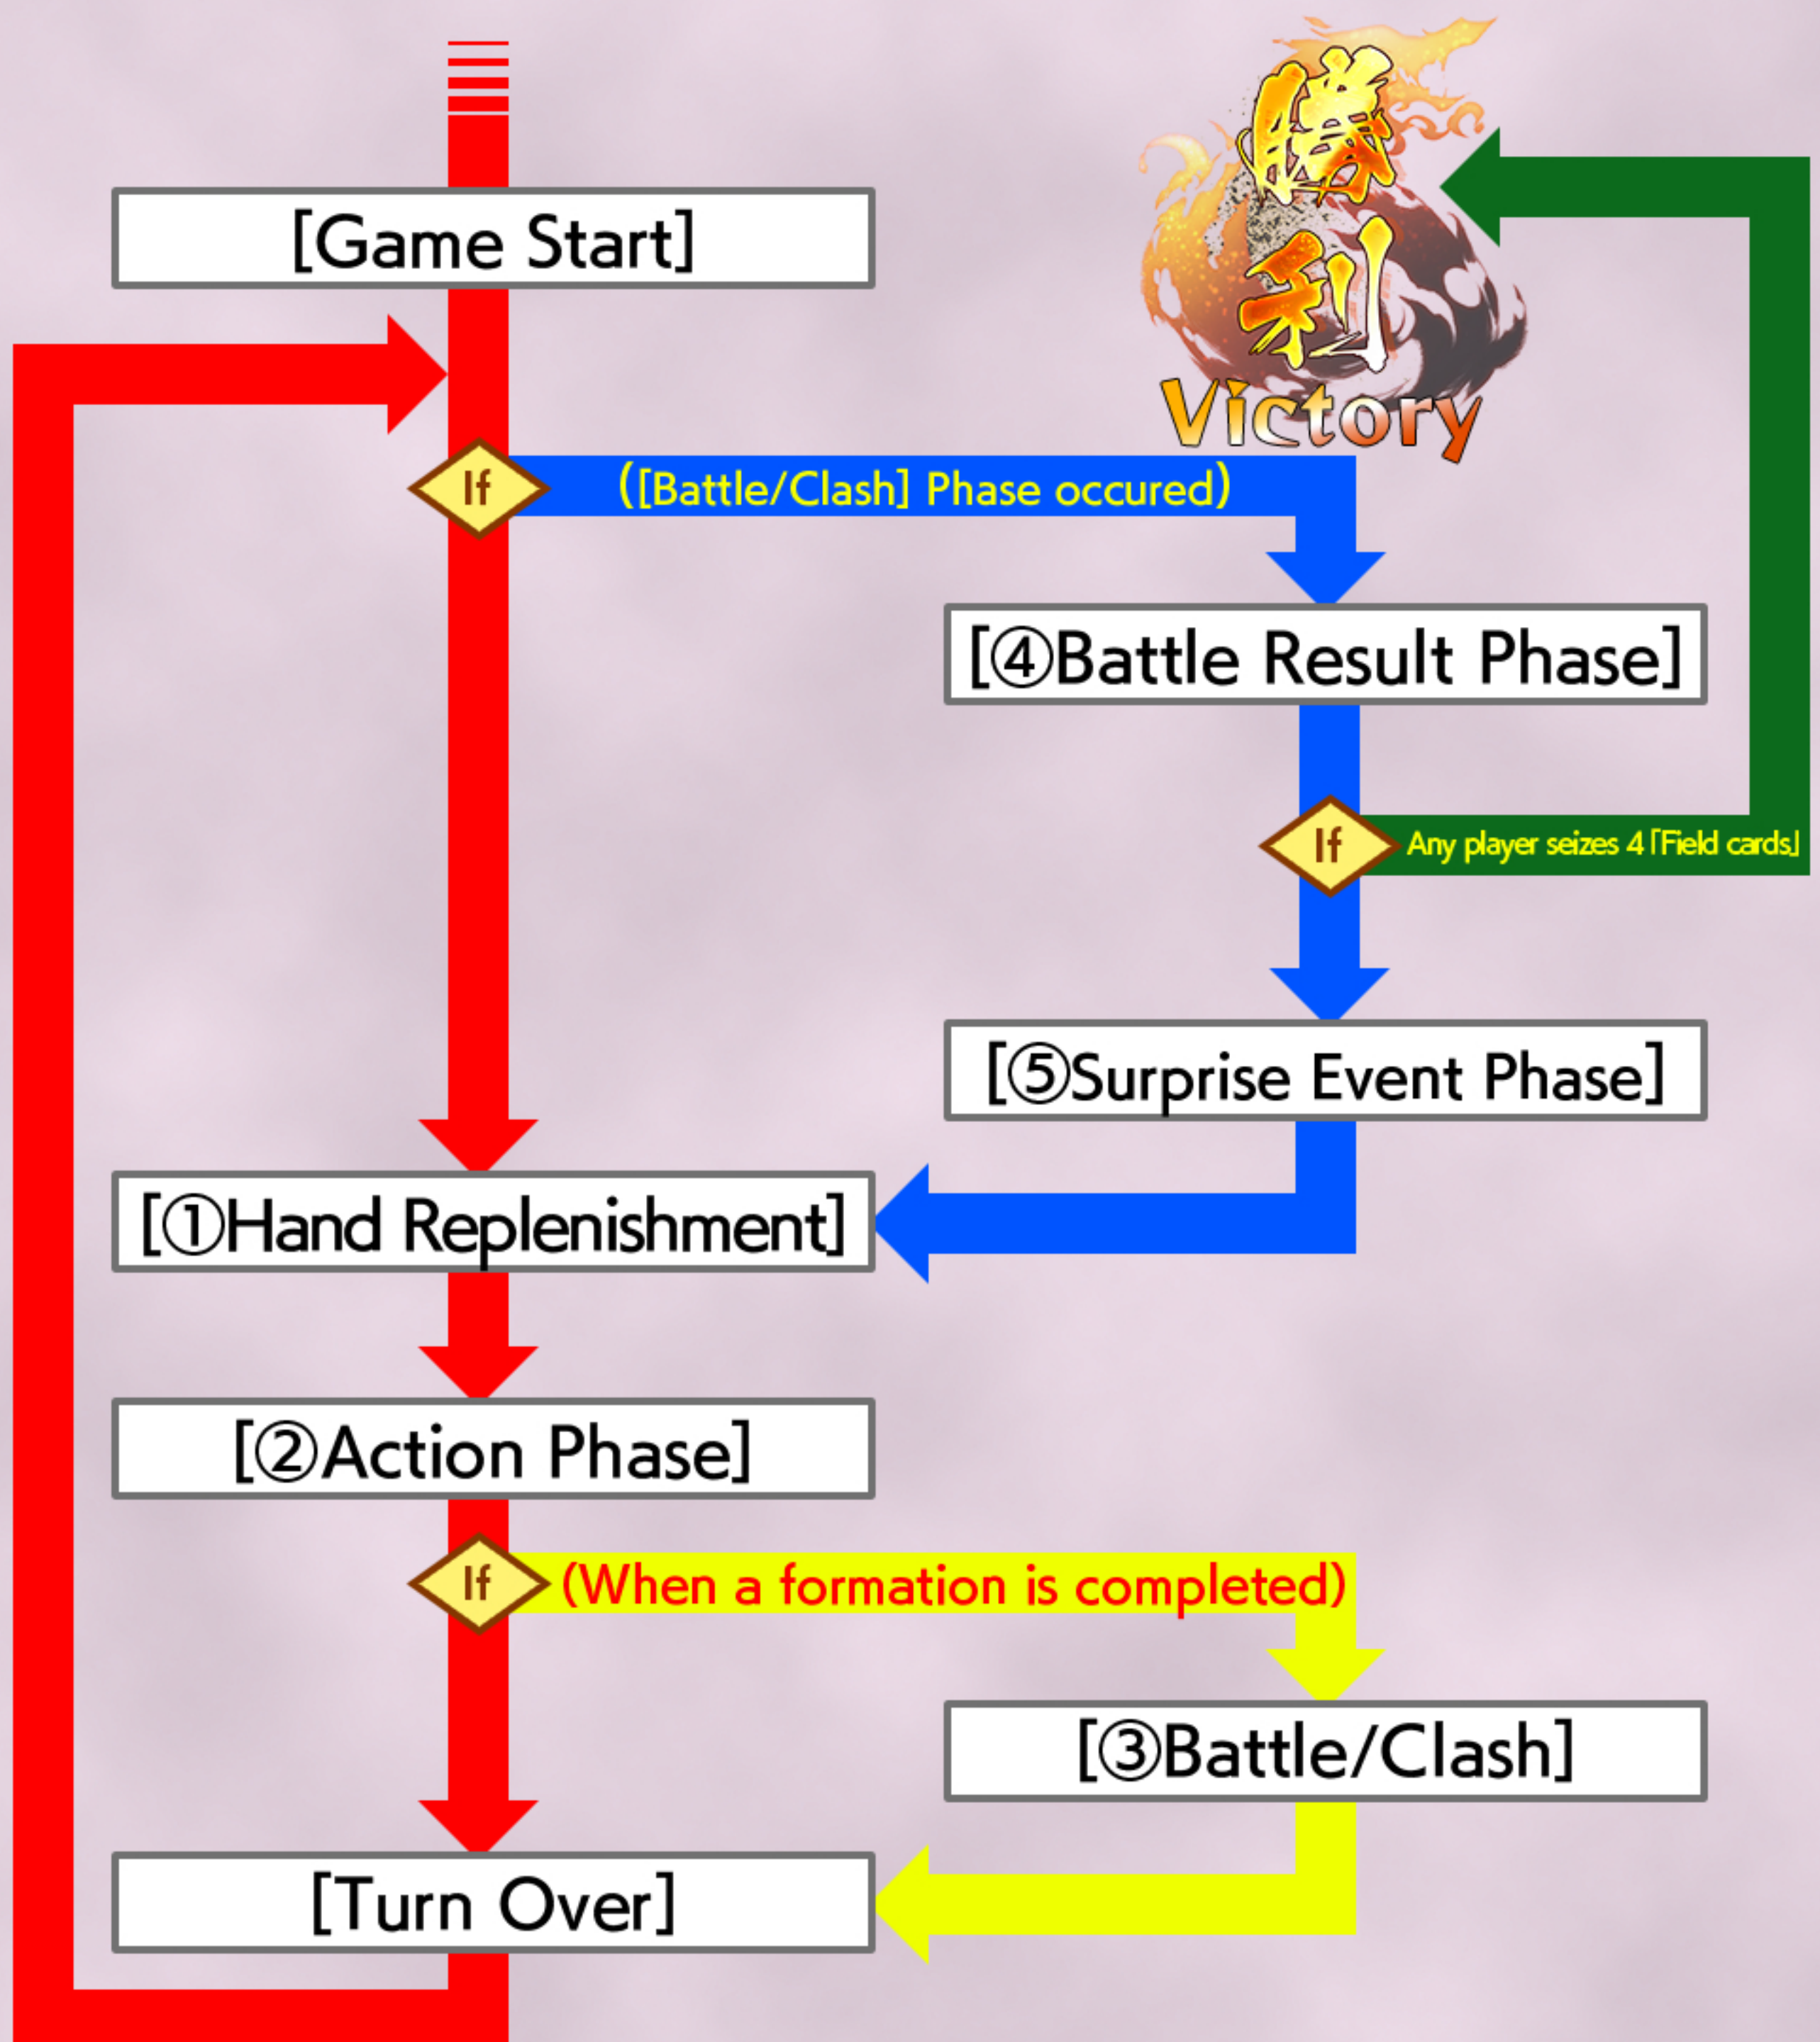 [Game Start]
勝利
Victory
If
([Battle/Clash] Phase occured)
[④Battle Result Phase]
If
Any player seizes 4「Field cards」
[⑤Surprise Event Phase]
[①Hand Replenishment]
[②Action Phase]
If
(When a formation is completed)
[③Battle/Clash]
[Turn Over]